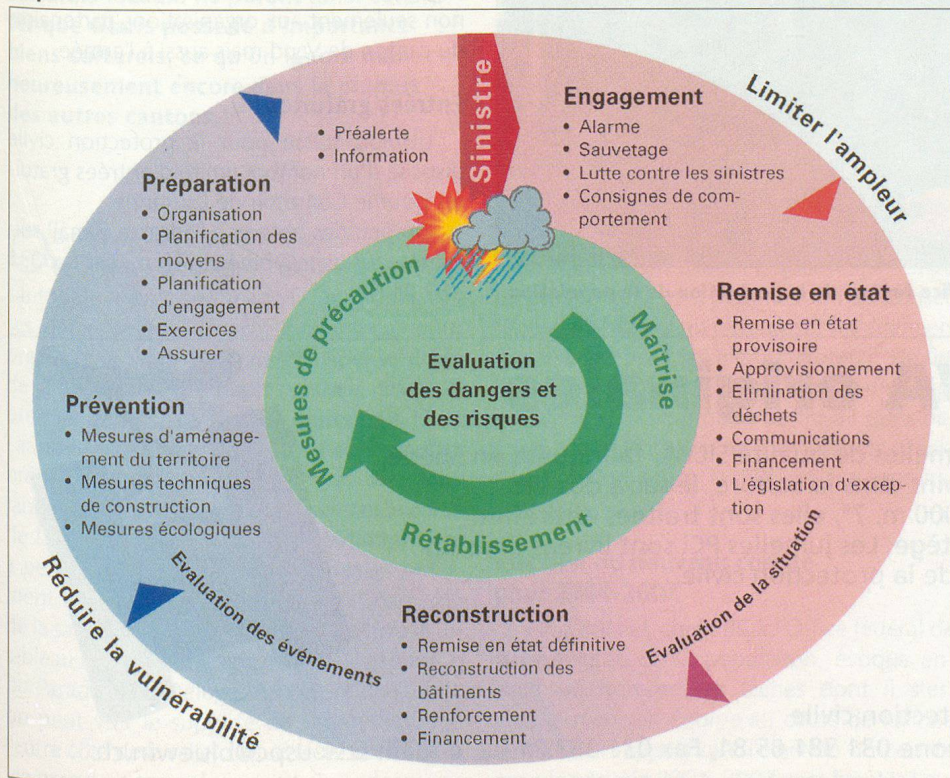 Sinistre
Engagement
• Alarme
• Sauvetage
• Lutte contre les sinistres
• Consignes de com-
portement
Limiter l'ampleur
Remise en état
• Remise en état
provisoire
• Approvisionnement
• Elimination des
déchets
• Communications
• Financement
• L'égislation d'excep-
tion
Evaluation de la situation
Reconstruction
• Remise en état définitive
• Reconstruction des
bâtiments
• Renforcement
• Financement
Evaluation des événements
Réduire la vulnérabilité
Prévention
• Mesures d'aménage-
ment du territoire
• Mesures techniques
de construction
• Mesures écologiques
Préparation
• Organisation
• Planification des
moyens
• Planification
d'engagement
• Exercices
• Assurer
• Préalerte
• Information
Mesures de précaution
Maîtrise
Rétablissement
Evaluation
des dangers et
des risques